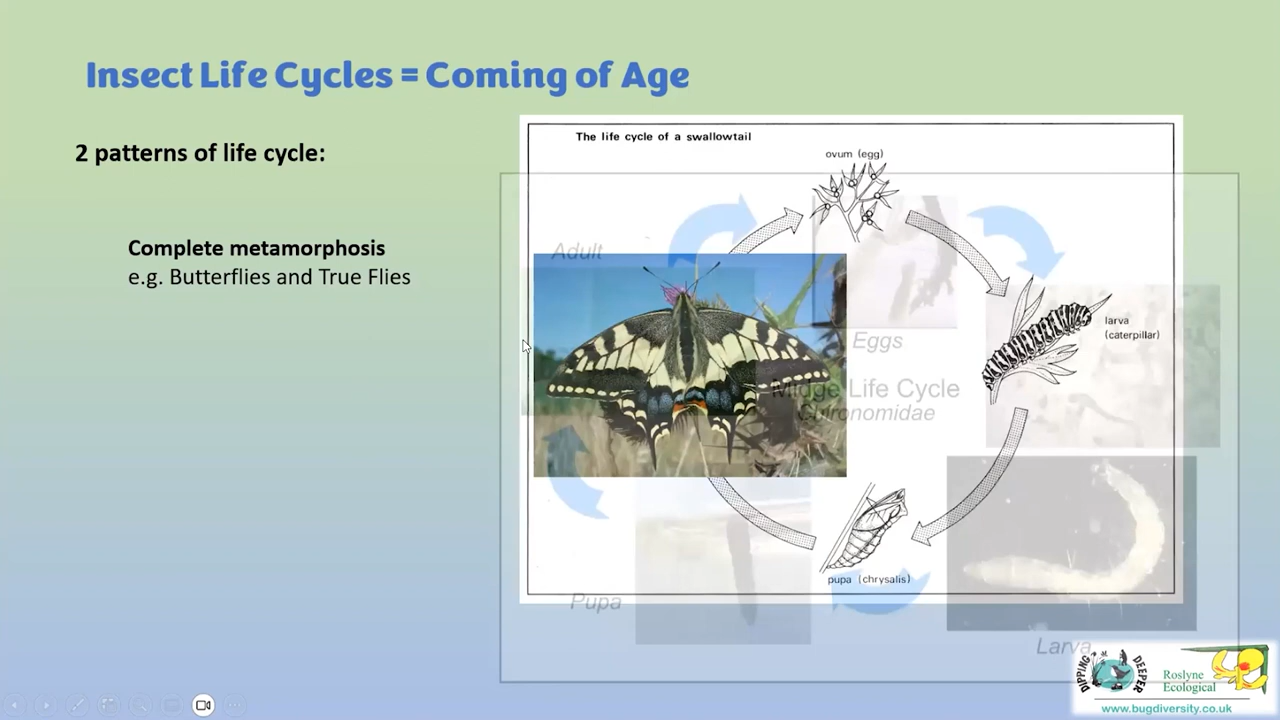 Insect Life Cycles = Coming of Age
2 patterns of life cycle:
Complete metamorphosis
e.g. Butterflies and True Flies
The life cycle of a swallowtail
ovum (egg)
Adult
larva
(caterpillar)
Eggs
Midge Life Cycle
Chironomidae
pupa (chrysalis)
Pupa
Larva
DIPPING DEEPER
Roslyne
Ecological
www.bugdiversity.co.uk